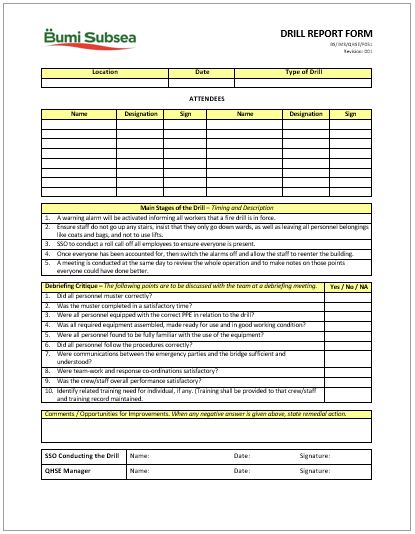 Bumi Subsea
DRILL REPORT FORM
Revision: 001
Location Date Type of Drill
ATTENDEES
Name Designation Sign Name Designation Sign
Main Stages of the Drill – Timing and Description
1. A warning alarm will be activated informing all workers that a fire drill is in force.
2. Ensure staff do not go up any stairs, insist that they only go down wards, as well as leaving all personnel belongings
like coats and bags, and not to use lifts.
3. SSO to conduct a roll call off all employees to ensure everyone is present.
4. Once everyone has been accounted for, then switch the alarms off and allow the staff to reenter the building.
5. A meeting is conducted at the same day to review the whole operation and to make notes on those points
everyone could have done better.
Debriefing Critique – The following points are to be discussed with the team at a debriefing meeting. Yes / No / NA
1. Did all personnel muster correctly?
2. Was the muster completed in a satisfactory time?
3. Were all personnel equipped with the correct PPE in relation to the drill?
4. Was all required equipment assembled, made ready for use and in good working condition?
5. Were all personnel found to be fully familiar with the use of the equipment?
6. Did all personnel follow the procedures correctly?
7. Were communications between the emergency parties and the bridge sufficient and
understood?
8. Were team-work and response co-ordinations satisfactory?
9. Was the crew/staff overall performance satisfactory?
10. Identify related training need for individual, if any. (Training shall be provided to that crew/staff
and training record maintained.
Comments / Opportunities for Improvements. When any negative answer is given above, state remedial action.
SSO Conducting the Drill Name: Date: Signature:
QHSE Manager Name: Date: Signature: